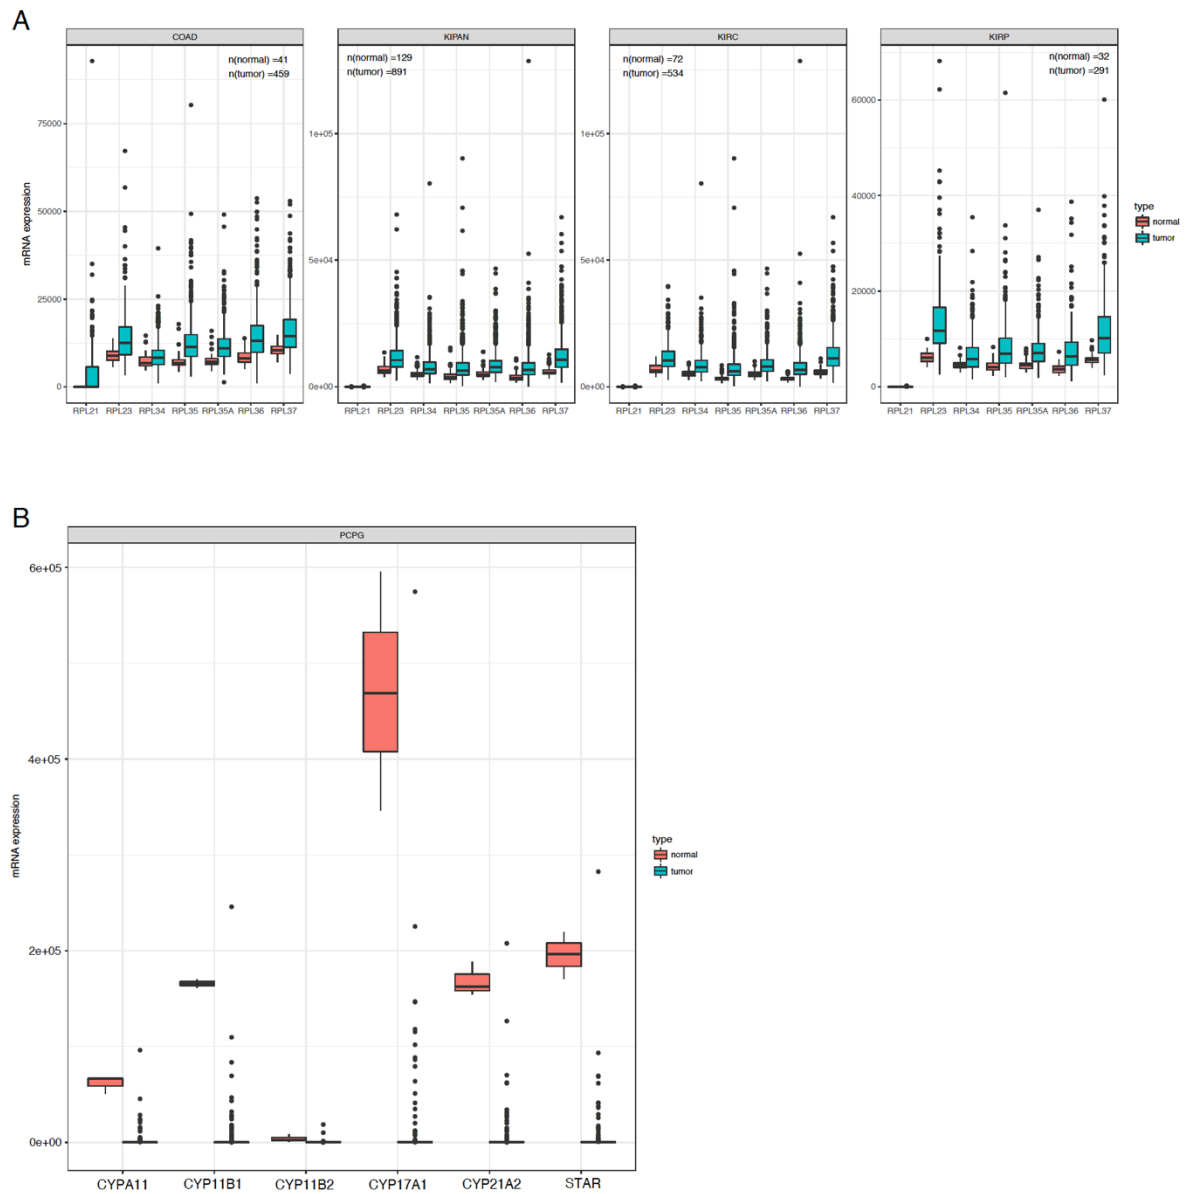 A
COAD
n(normal) =41
n(tumor) =459
mRNA expression
75000
50000
25000
0
RPL21 RPL23 RPL34 RPL35 RPL35A RPL36 RPL37
KIPAN
n(normal) =129
n(tumor) =891
1e+05
5e+04
0e+00
RPL21 RPL23 RPL34 RPL35 RPL35A RPL36 RPL37
KIRC
n(normal) =72
n(tumor) =534
1e+05
5e+04
0e+00
RPL21 RPL23 RPL34 RPL35 RPL35A RPL36 RPL37
KIRP
n(normal) =32
n(tumor) =291
60000
40000
20000
0
RPL21 RPL23 RPL34 RPL35 RPL35A RPL36 RPL37
type
normal
tumor
B
PCPG
mRNA expression
6e+05
4e+05
2e+05
0e+00
CYPA11 CYP11B1 CYP11B2 CYP17A1 CYP21A2 STAR
type
normal
tumor